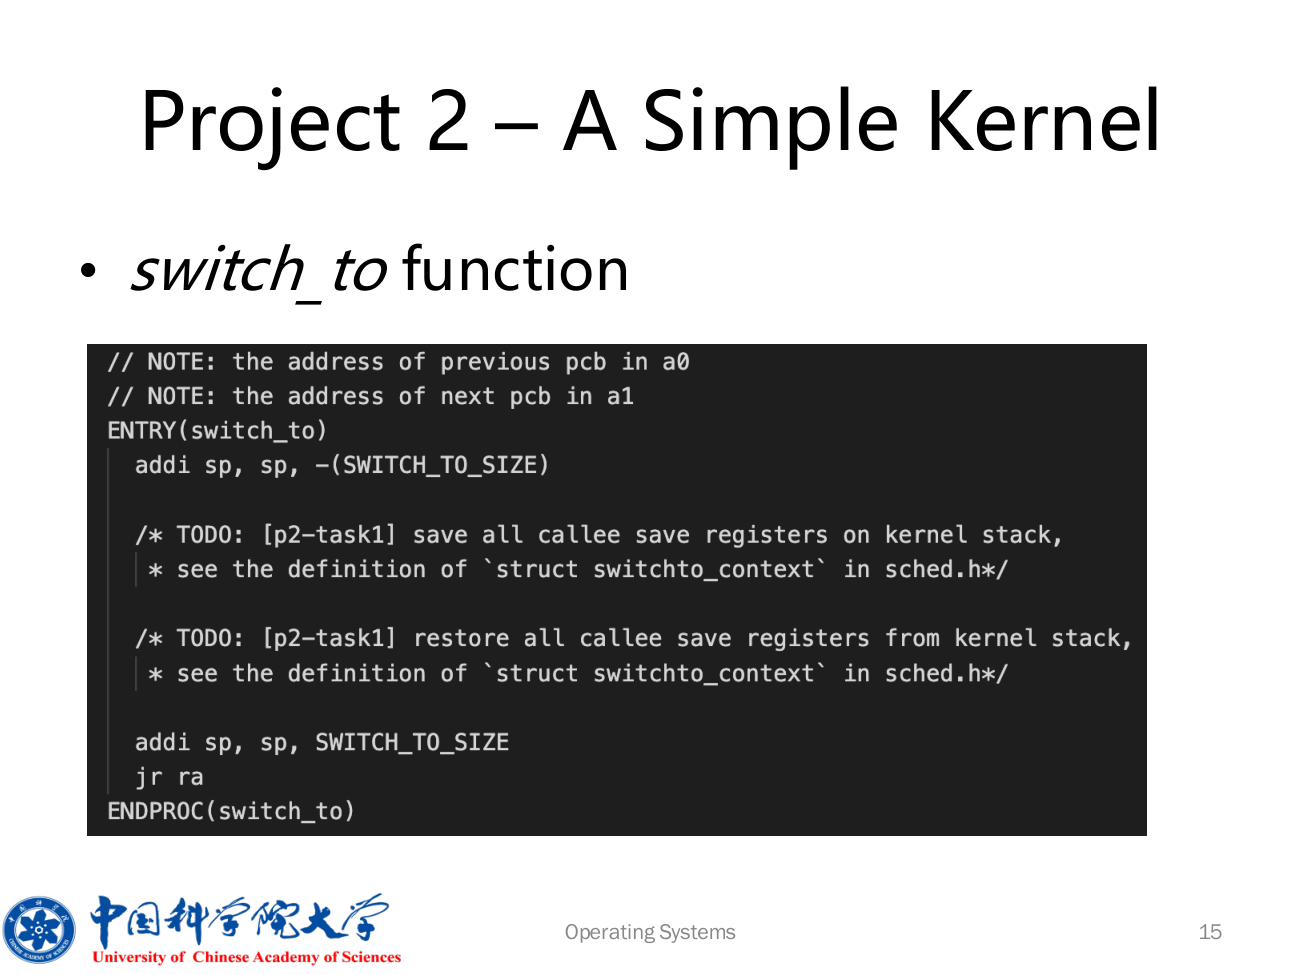 Project 2 – A Simple Kernel
• switch_to function
// NOTE: the address of previous pcb in a0
// NOTE: the address of next pcb in a1
ENTRY(switch_to)
addi sp, sp, -(SWITCH_TO_SIZE)
/* TODO: [p2-task1] save all callee save registers on kernel stack,
* see the definition of `struct switchto_context` in sched.h*/
/* TODO: [p2-task1] restore all callee save registers from kernel stack,
* see the definition of `struct switchto_context` in sched.h*/
addi sp, sp, SWITCH_TO_SIZE
jr ra
ENDPROC(switch_to)
中国科学院大学
University of Chinese Academy of Sciences
Operating Systems
15